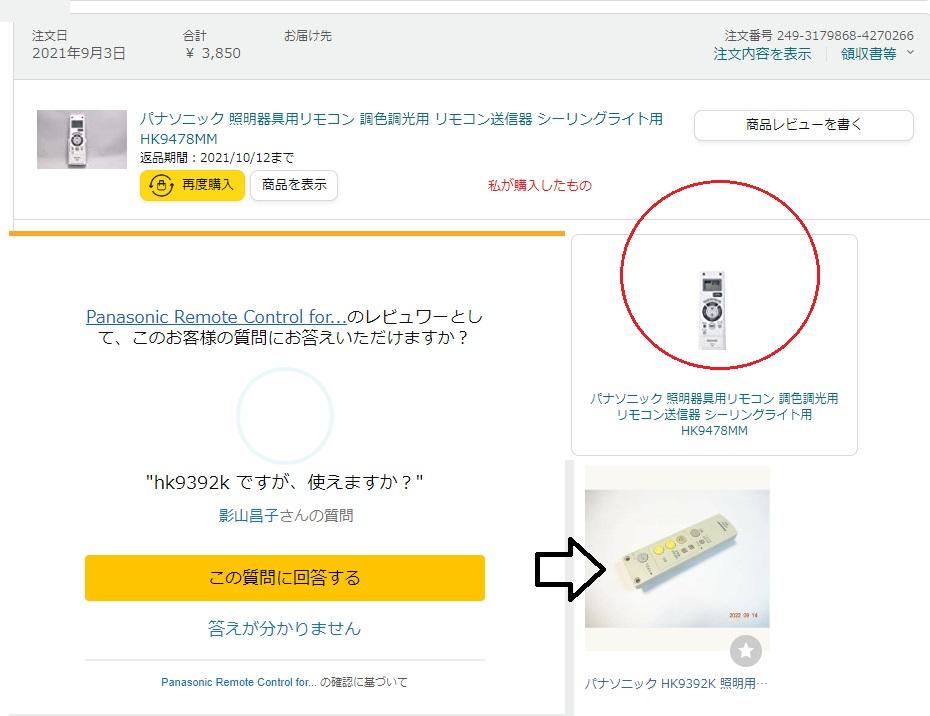 注文日
2021年9月3日
合計
¥ 3,850
お届け先
注文番号 249-3179868-4270266
注文内容を表示
領収書等
パナソニック 照明器具用リモコン 調色調光用 リモコン送信器 シーリングライト用
HK9478MM
返品期間：2021/10/12まで
再度購入
商品を表示
商品レビューを書く
私が購入したもの
Panasonic Remote Control for...のレビュワーとし
て、このお客様の質問にお答えいただけますか？
"hk9392k ですが、使えますか？"
影山昌子さんの質問
この質問に回答する
答えが分かりません
Panasonic Remote Control for... の確認に基づいて
パナソニック 照明器具用リモコン 調色調光用
リモコン送信器 シーリングライト用
HK9478MM
2022 09 14
パナソニック HK9392K 照明用…